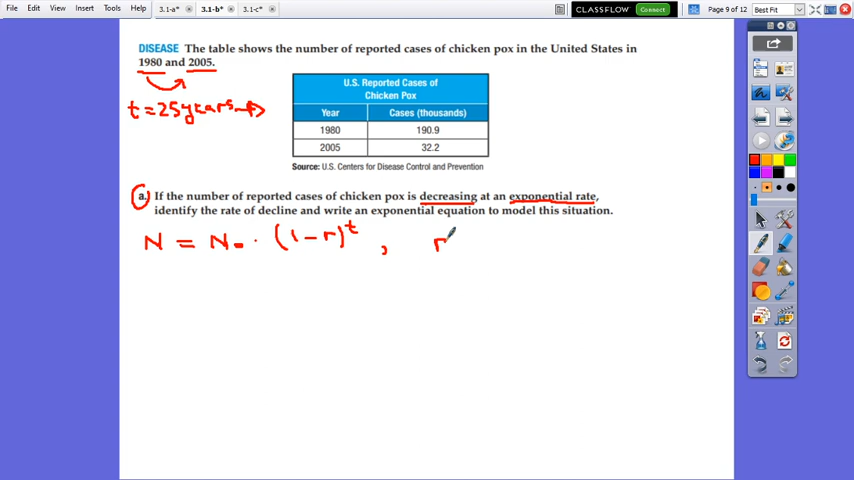 File Edit View Insert Tools Help 3.1-a* 3.1-b* 3.1-c* CLASSFLOW Connect Page 9 of 12 Best Fit
DISEASE The table shows the number of reported cases of chicken pox in the United States in
1980 and 2005.
t = 25 years
U.S. Reported Cases of
Chicken Pox
Year Cases (thousands)
1980 190.9
2005 32.2
Source: U.S. Centers for Disease Control and Prevention
a. If the number of reported cases of chicken pox is decreasing at an exponential rate,
identify the rate of decline and write an exponential equation to model this situation.
N = N₀ · (1 - r)^t , r